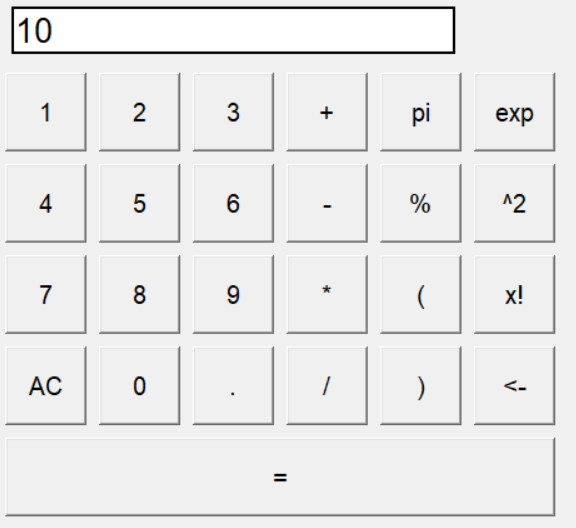 10
1 2 3 + pi exp
4 5 6 - % ^2
7 8 9 * ( x!
AC 0 . / ) <-
=